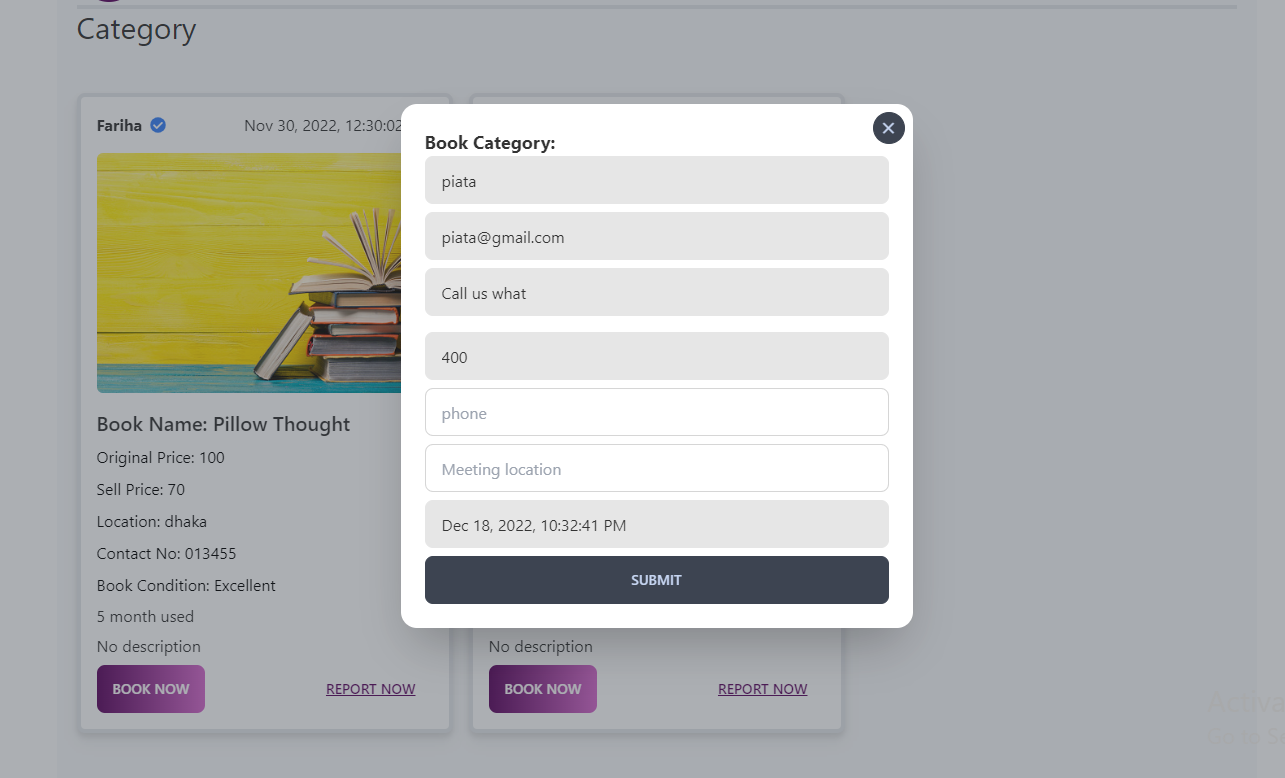 Category
Fariha
Nov 30, 2022, 12:30:02
Book Name: Pillow Thought
Original Price: 100
Sell Price: 70
Location: dhaka
Contact No: 013455
Book Condition: Excellent
5 month used
No description
BOOK NOW
REPORT NOW
No description
BOOK NOW
REPORT NOW
Book Category:
piata
piata@gmail.com
Call us what
400
phone
Meeting location
Dec 18, 2022, 10:32:41 PM
SUBMIT